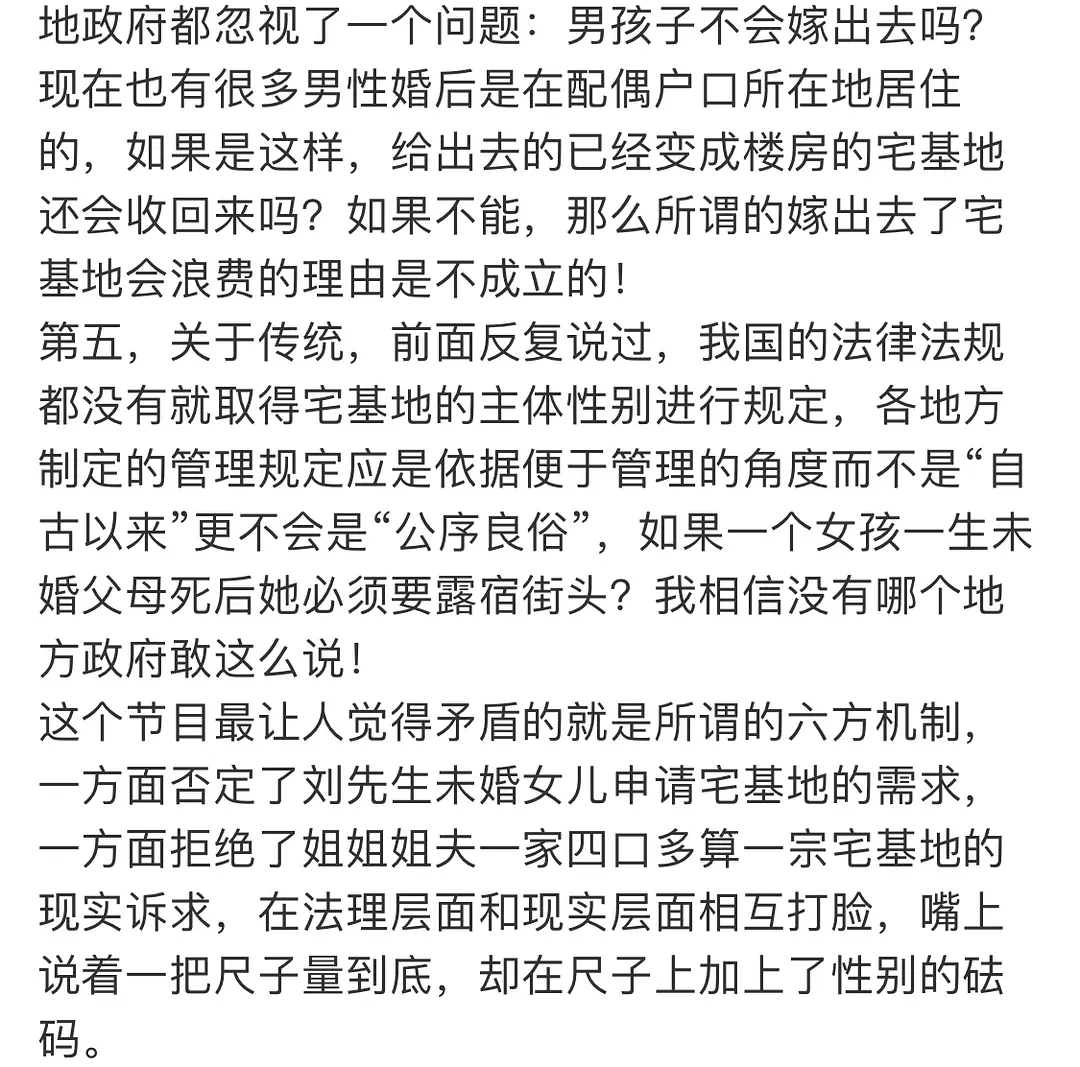 地政府都忽视了一个问题：男孩子不会嫁出去吗？
现在也有很多男性婚后是在配偶户口所在地居住
的，如果是这样，给出去的已经变成楼房的宅基地
还会收回来吗？如果不能，那么所谓的嫁出去了宅
基地会浪费的理由是不成立的！
第五，关于传统，前面反复说过，我国的法律法规
都没有就取得宅基地的主体性别进行规定，各地方
制定的管理规定应是依据便于管理的角度而不是“自
古以来”更不会是“公序良俗”，如果一个女孩一生未
婚父母死后她必须要露宿街头？我相信没有哪个地
方政府敢这么说！
这个节目最让人觉得矛盾的就是所谓的六方机制，
一方面否定了刘先生未婚女儿申请宅基地的需求，
一方面拒绝了姐姐姐夫一家四口多算一宗宅基地的
现实诉求，在法理层面和现实层面相互打脸，嘴上
说着一把尺子量到底，却在尺子上加上了性别的砝
码。